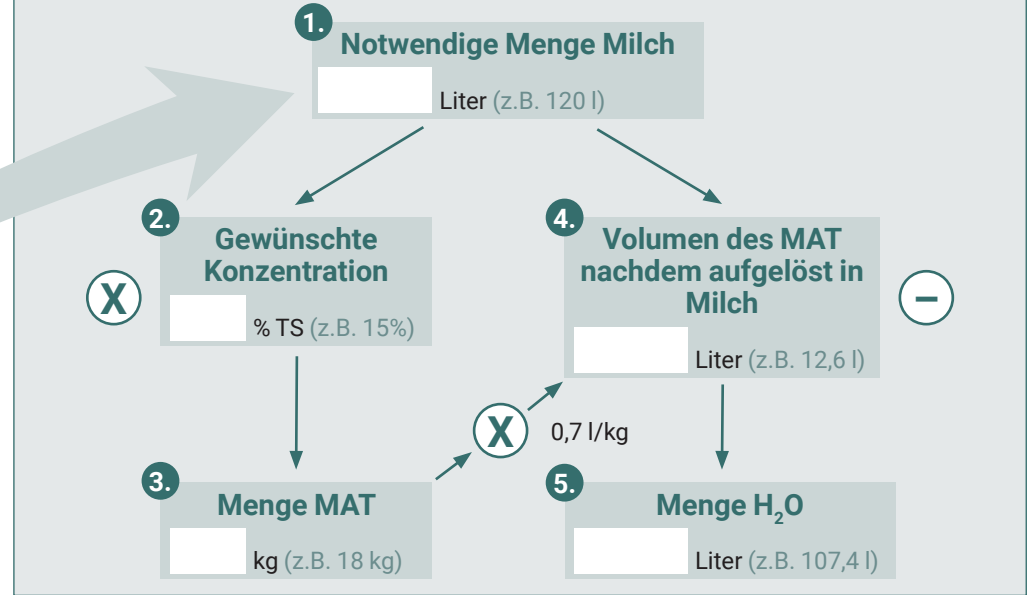 1.
Notwendige Menge Milch
Liter (z.B. 120 l)
2.
Gewünschte
Konzentration
X
% TS (z.B. 15%)
3.
Menge MAT
kg (z.B. 18 kg)
X 0,7 l/kg
4.
Volumen des MAT
nachdem aufgelöst in
Milch
–
Liter (z.B. 12,6 l)
5.
Menge H₂O
Liter (z.B. 107,4 l)